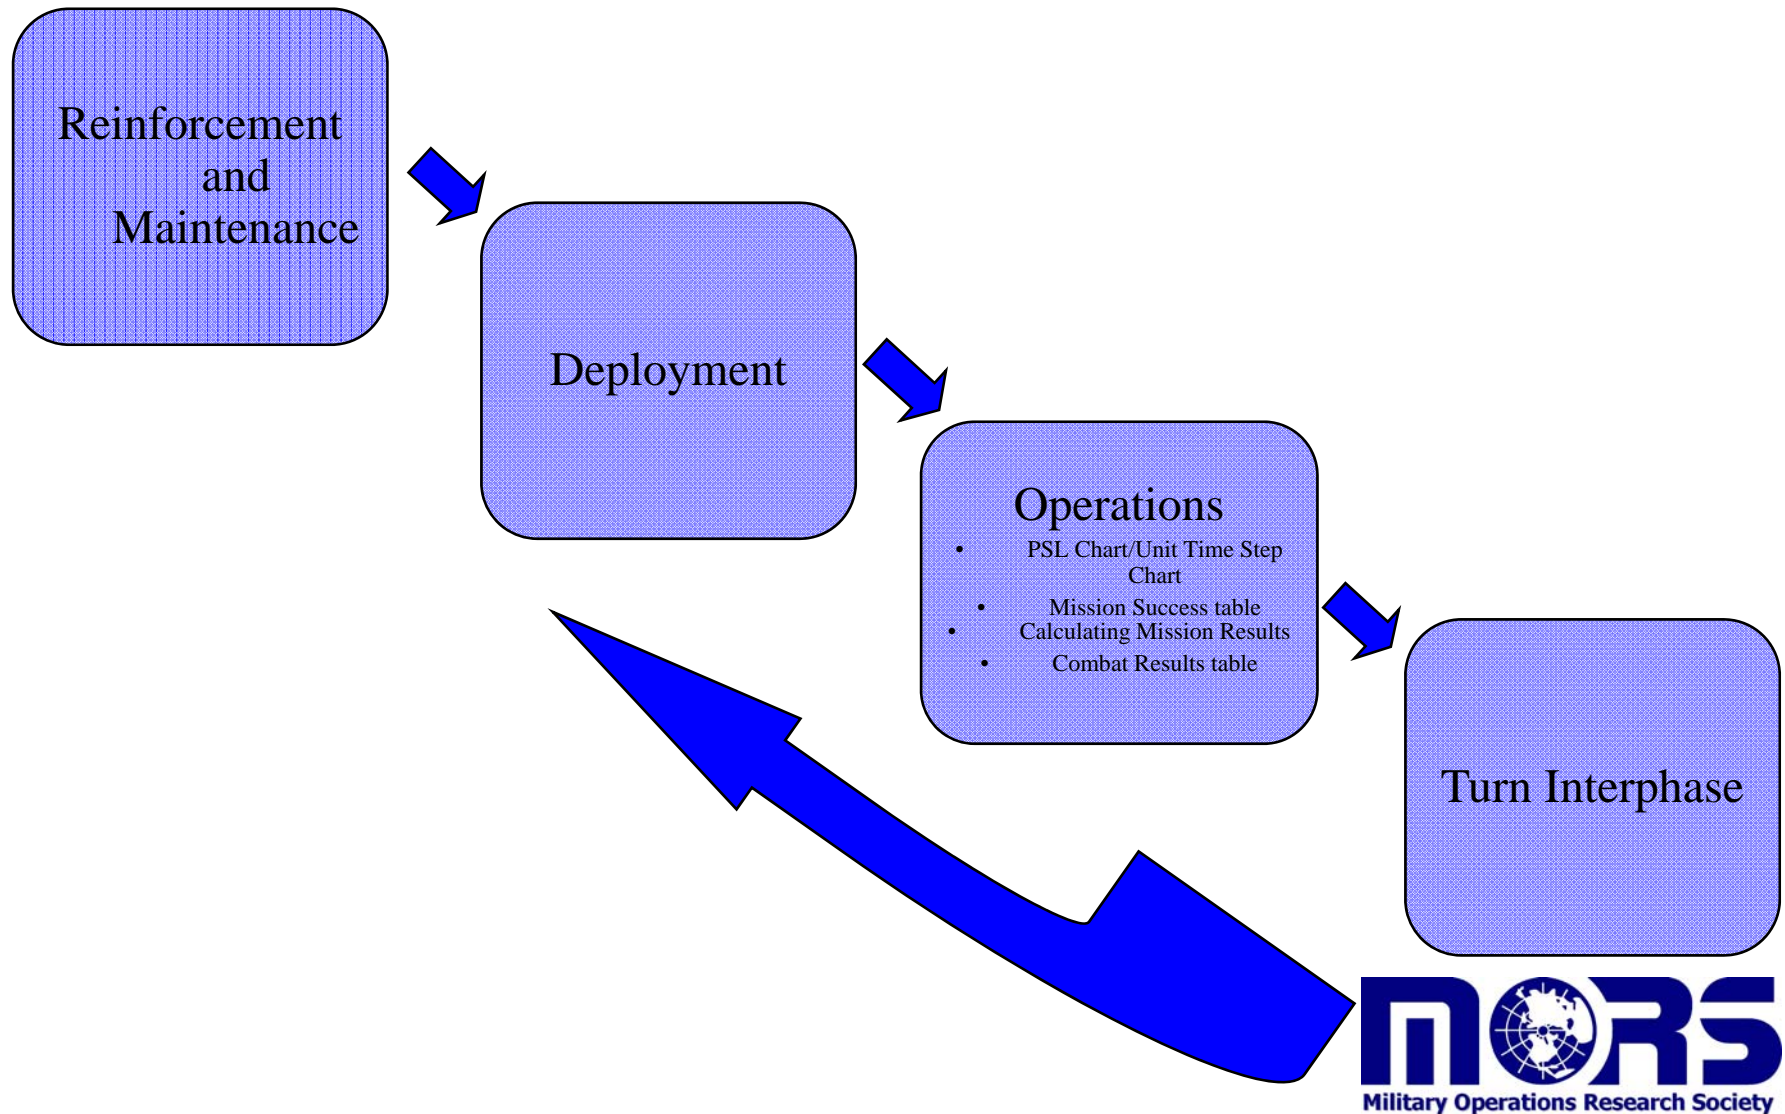 Reinforcement
and
Maintenance
Deployment
Operations
• PSL Chart/Unit Time Step
Chart
• Mission Success table
• Calculating Mission Results
• Combat Results table
Turn Interphase
MORS
Military Operations Research Society